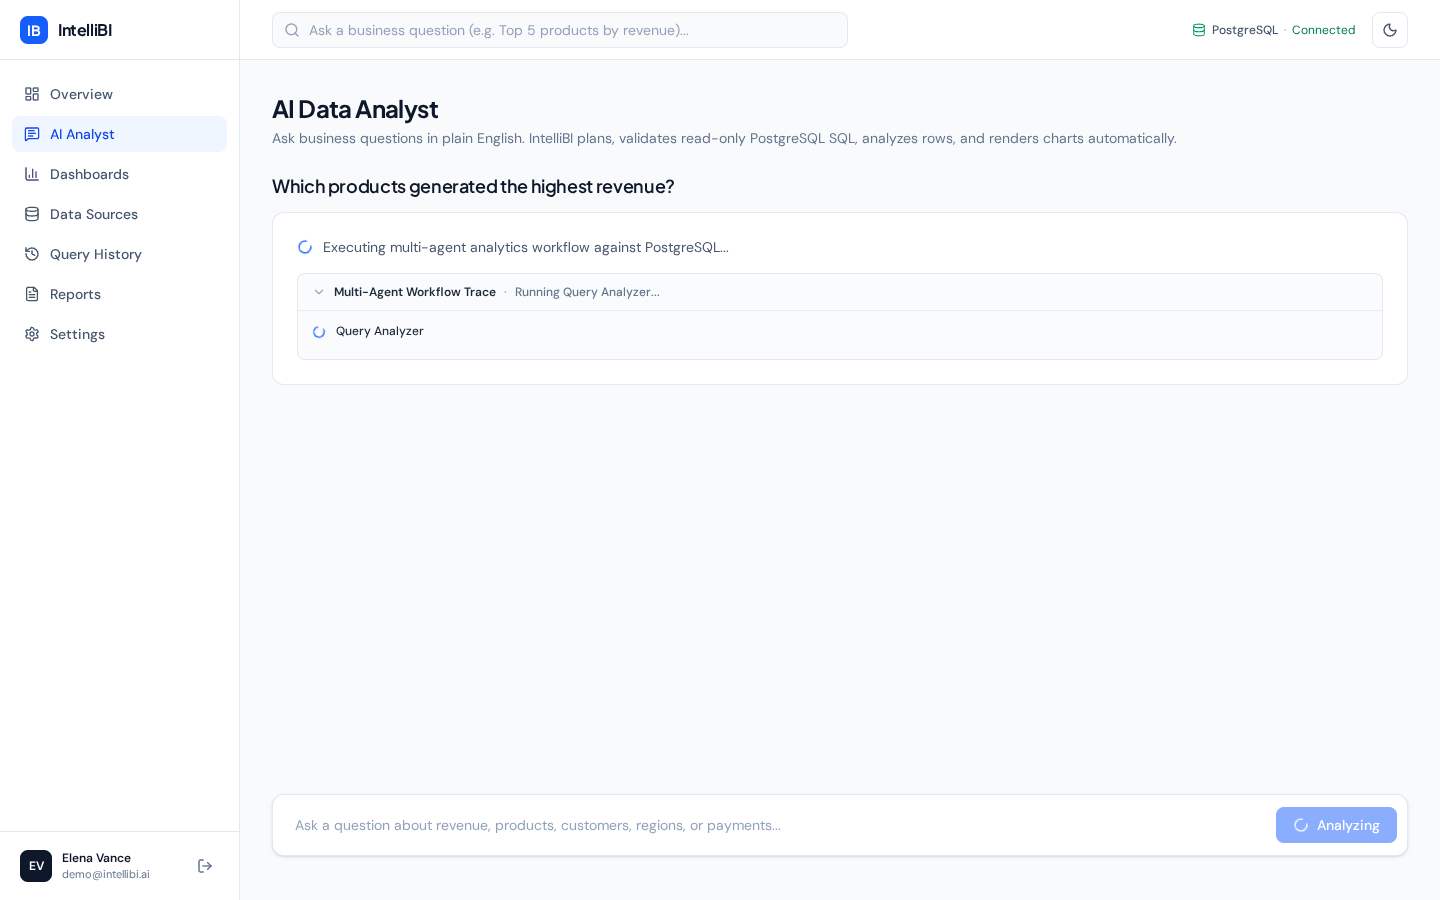 IB IntelliBI
Ask a business question (e.g. Top 5 products by revenue)...
PostgreSQL · Connected
Overview
AI Analyst
Dashboards
Data Sources
Query History
Reports
Settings
AI Data Analyst
Ask business questions in plain English. IntelliBI plans, validates read-only PostgreSQL SQL, analyzes rows, and renders charts automatically.
Which products generated the highest revenue?
Executing multi-agent analytics workflow against PostgreSQL...
Multi-Agent Workflow Trace · Running Query Analyzer...
Query Analyzer
Ask a question about revenue, products, customers, regions, or payments...
Analyzing
EV
Elena Vance
demo@intellibi.ai